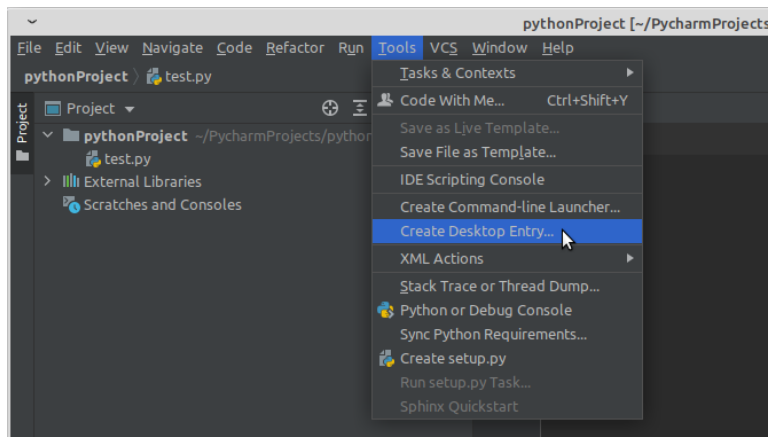 pythonProject [~/PycharmProjects
File Edit View Navigate Code Refactor Run Tools VCS Window Help
pythonProject test.py
Project
Project
pythonProject ~/PycharmProjects/python
test.py
External Libraries
Scratches and Consoles
Tasks & Contexts
Code With Me... Ctrl+Shift+Y
Save as Live Template...
Save File as Template...
IDE Scripting Console
Create Command-line Launcher...
Create Desktop Entry...
XML Actions
Stack Trace or Thread Dump...
Python or Debug Console
Sync Python Requirements...
Create setup.py
Run setup.py Task...
Sphinx Quickstart